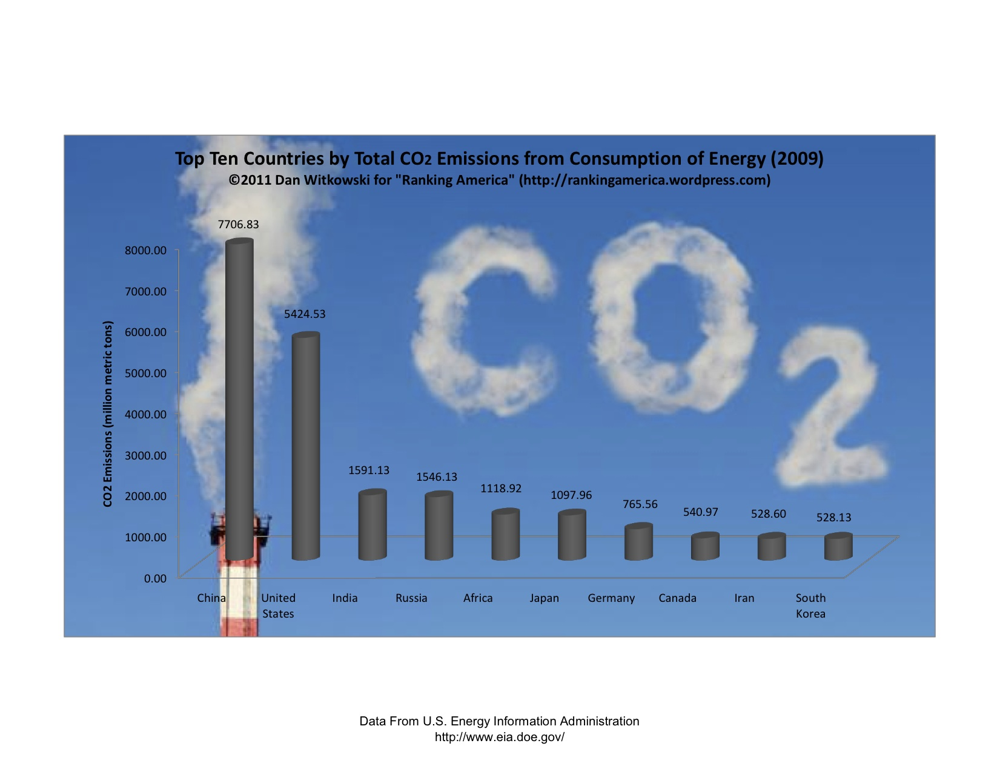 Top Ten Countries by Total CO2 Emissions from Consumption of Energy (2009)
©2011 Dan Witkowski for "Ranking America" (http://rankingamerica.wordpress.com)
CO2 Emissions (million metric tons)
8000.00
7000.00
6000.00
5000.00
4000.00
3000.00
2000.00
1000.00
0.00
7706.83
5424.53
1591.13
1546.13
1118.92
1097.96
765.56
540.97
528.60
528.13
CO2
China
United States
India
Russia
Africa
Japan
Germany
Canada
Iran
South Korea
Data From U.S. Energy Information Administration
http://www.eia.doe.gov/